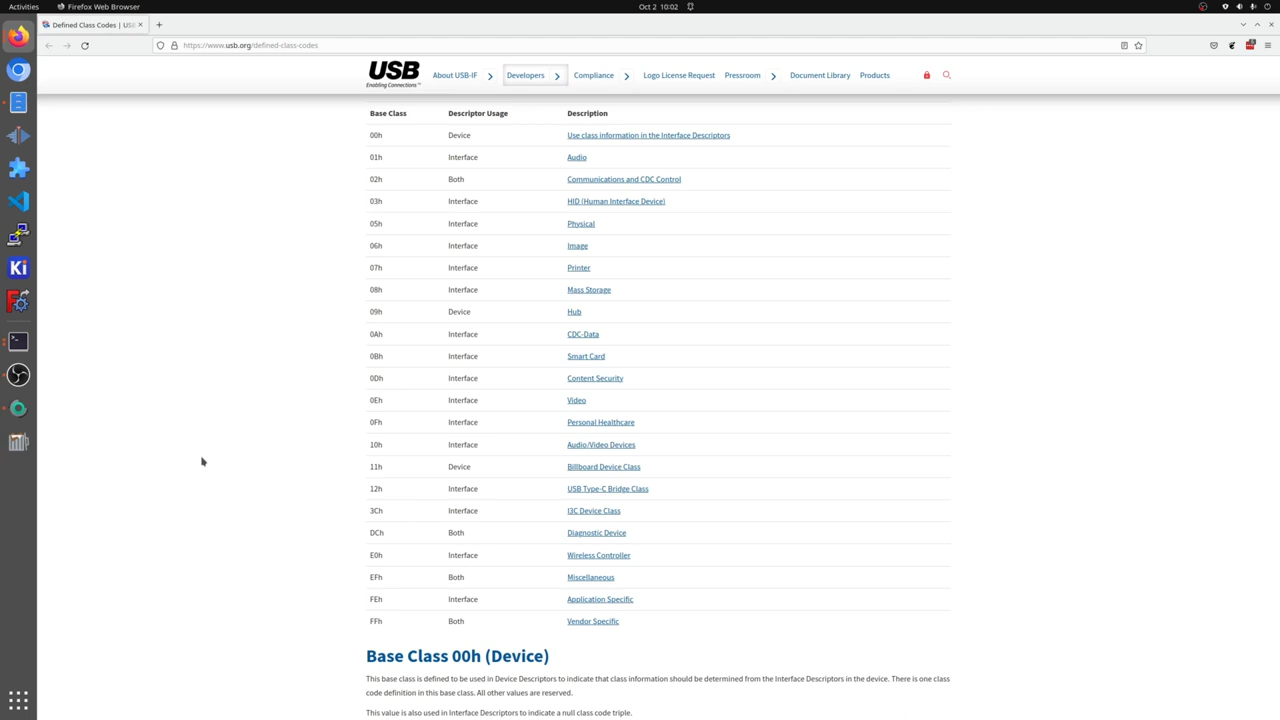 Activities Firefox Web Browser Oct 2 10:02
Defined Class Codes | USB
https://www.usb.org/defined-class-codes
USB
Enabling Connections™
About USB-IF Developers Compliance Logo License Request Pressroom Document Library Products
Base Class Descriptor Usage Description
00h Device Use class information in the Interface Descriptors
01h Interface Audio
02h Both Communications and CDC Control
03h Interface HID (Human Interface Device)
05h Interface Physical
06h Interface Image
07h Interface Printer
08h Interface Mass Storage
09h Device Hub
0Ah Interface CDC-Data
0Bh Interface Smart Card
0Dh Interface Content Security
0Eh Interface Video
0Fh Interface Personal Healthcare
10h Interface Audio/Video Devices
11h Device Billboard Device Class
12h Interface USB Type-C Bridge Class
3Ch Interface I3C Device Class
DCh Both Diagnostic Device
E0h Interface Wireless Controller
EFh Both Miscellaneous
FEh Interface Application Specific
FFh Both Vendor Specific
Base Class 00h (Device)
This base class is defined to be used in Device Descriptors to indicate that class information should be determined from the Interface Descriptors in the device. There is one
class code definition in this base class. All other values are reserved.
This value is also used in Interface Descriptors to indicate a null class code triple.
Ki